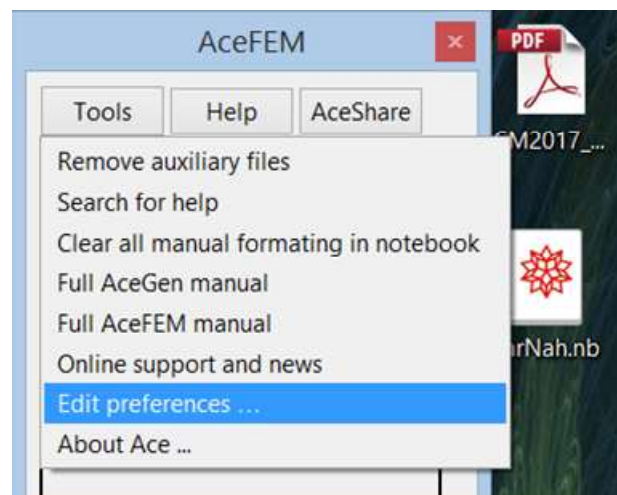 AceFEM
×
PDF
Tools Help AceShare
Remove auxiliary files
Search for help
Clear all manual formating in notebook
Full AceGen manual
Full AceFEM manual
Online support and news
Edit preferences ...
About Ace ...
M2017_...
rNah.nb